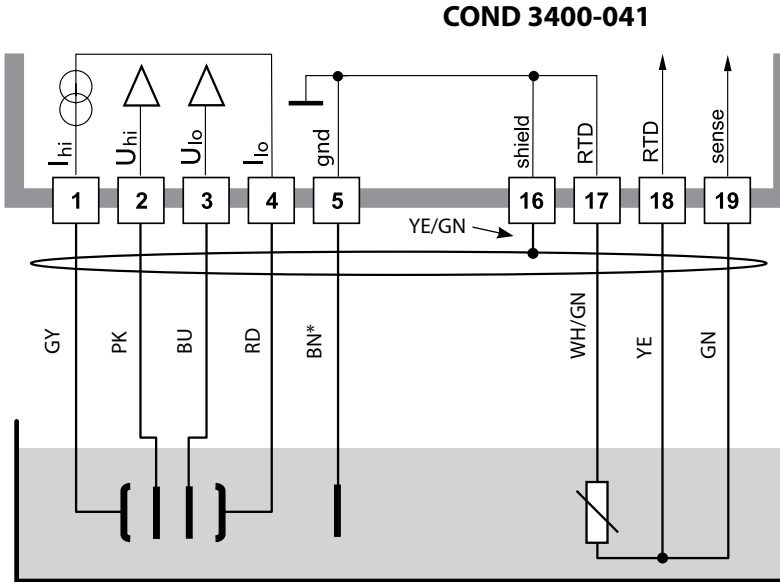 COND 3400-041
Ihi
Uhi
Ulo
Ilo
gnd
shield
RTD
RTD
sense
1 2 3 4 5 16 17 18 19
YE/GN
GY
PK
BU
RD
BN*
WH/GN
YE
GN